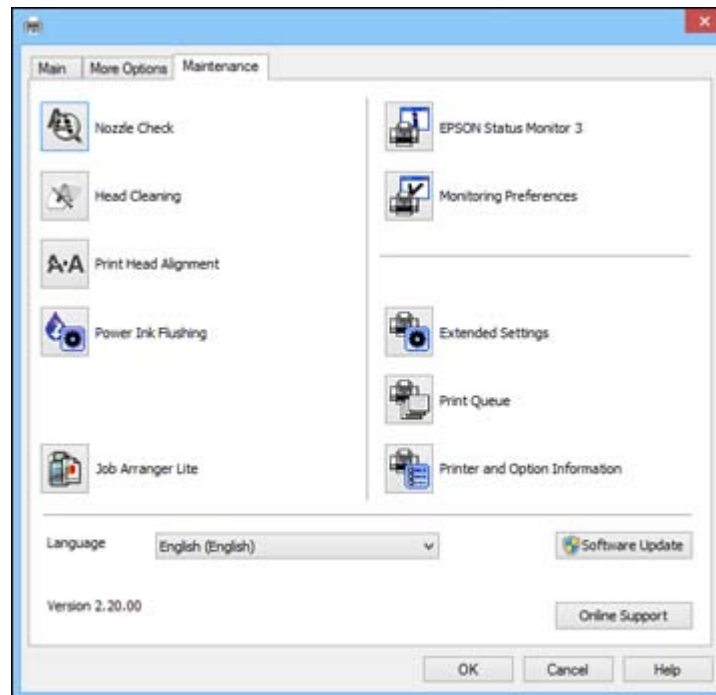 Main
More Options
Maintenance
Nozzle Check
EPSON Status Monitor 3
Head Cleaning
Monitoring Preferences
A·A Print Head Alignment
Power Ink Flushing
Extended Settings
Print Queue
Job Arranger Lite
Printer and Option Information
Language
English (English)
Software Update
Version 2.20.00
Online Support
OK
Cancel
Help